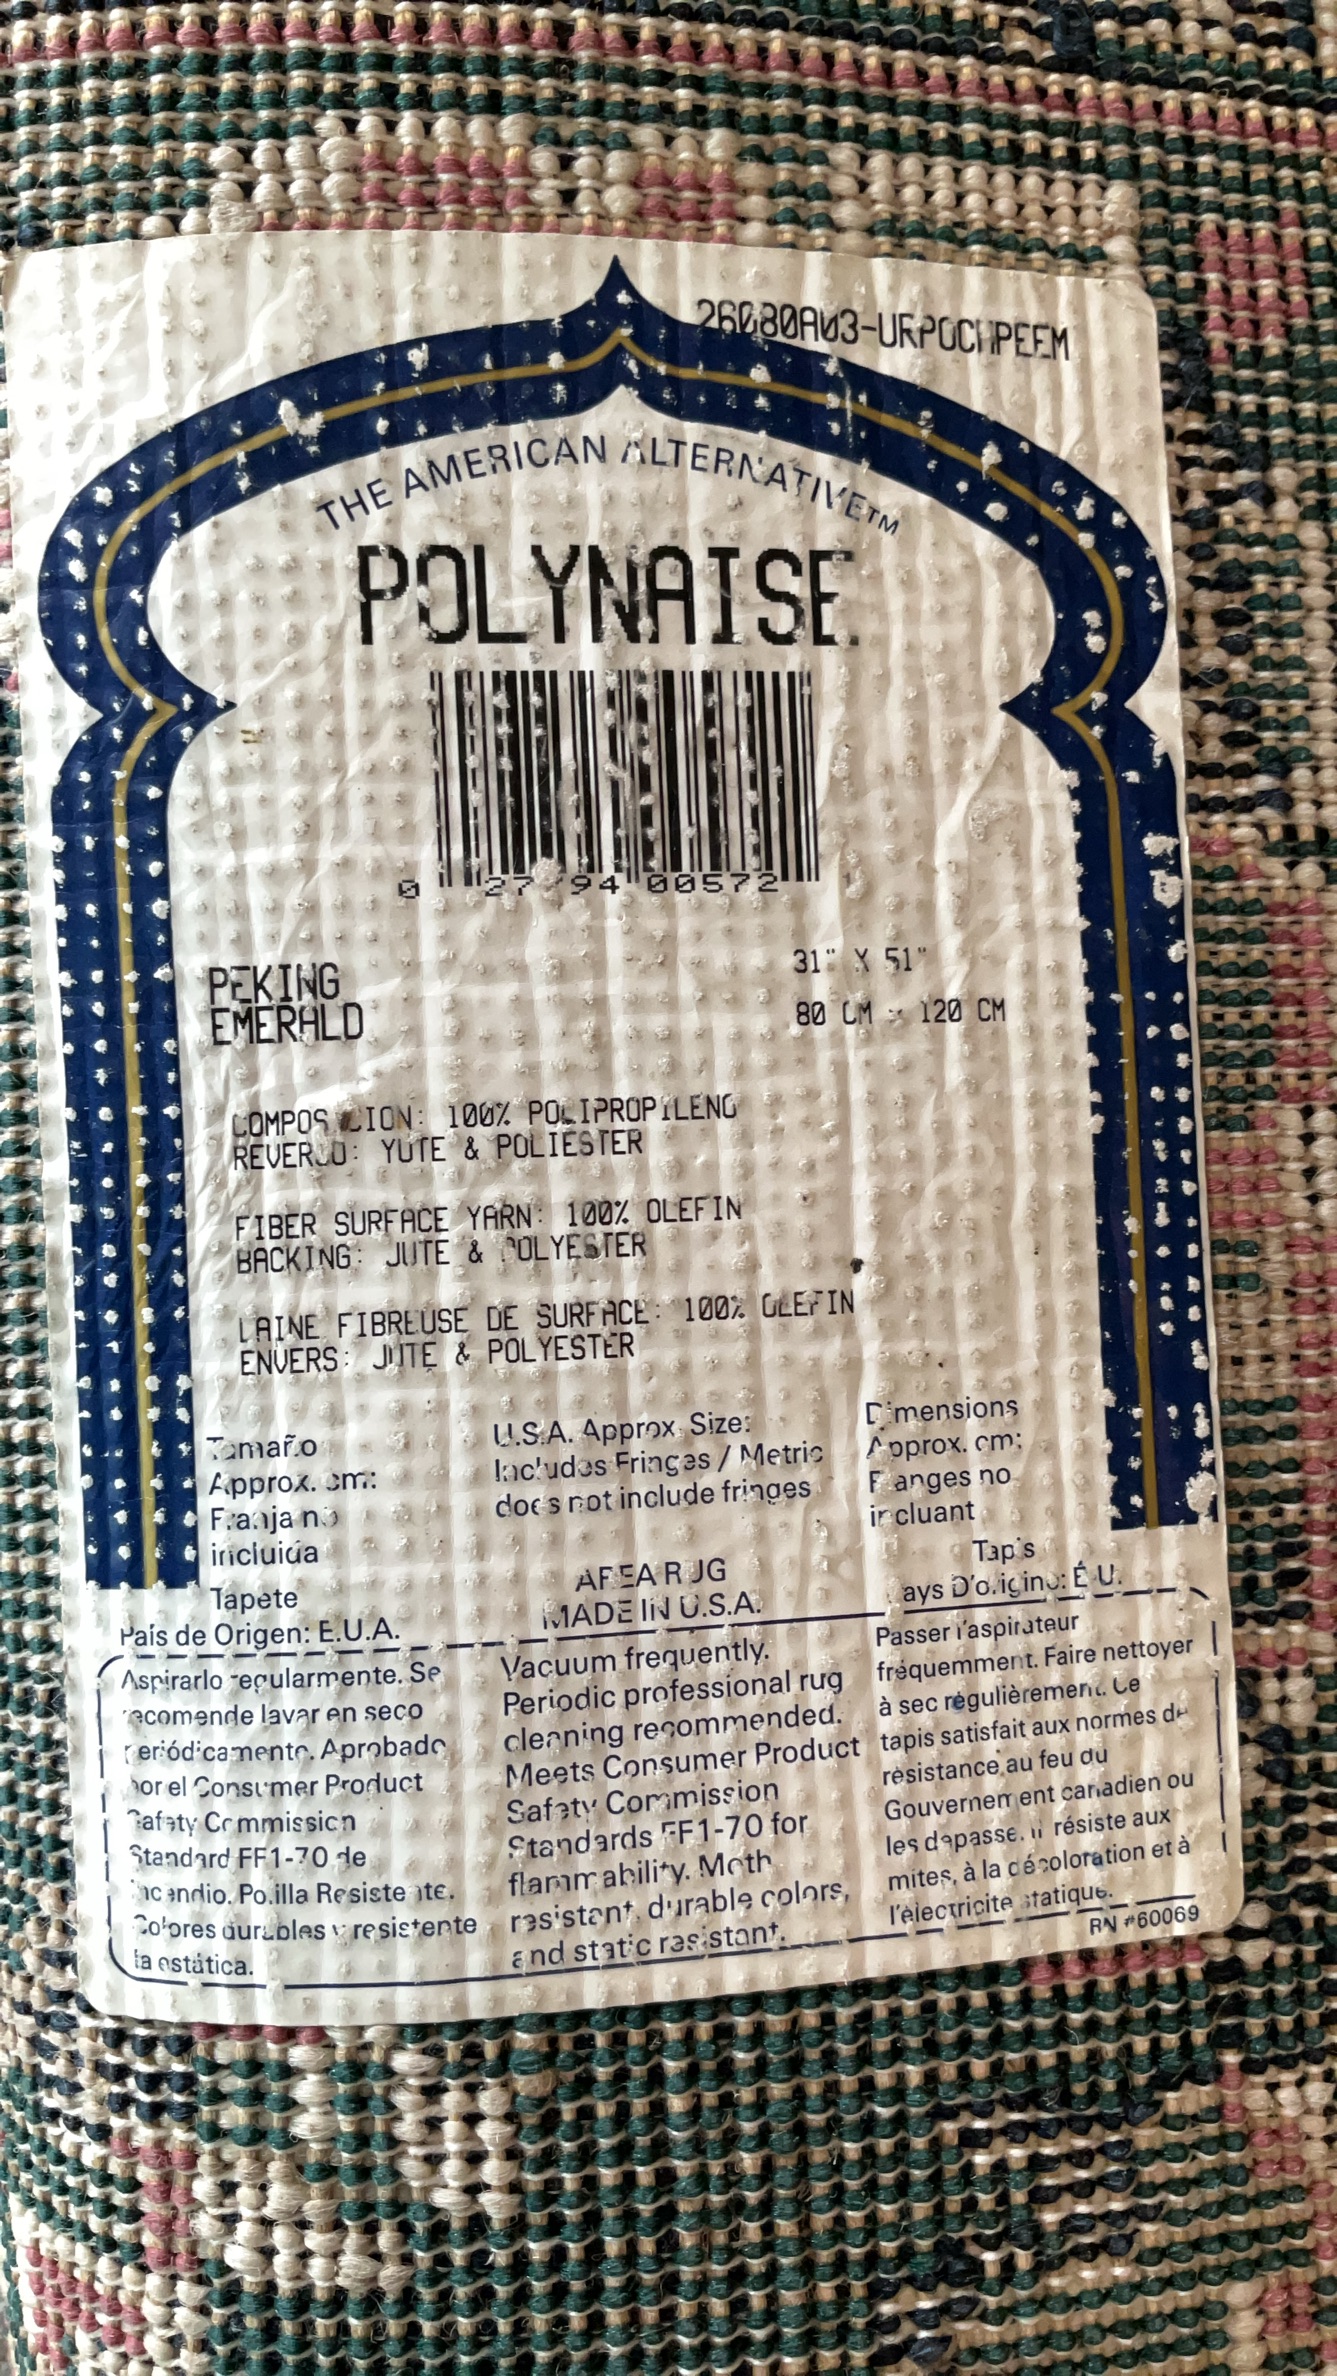 THE AMERICAN ALTERNATIVE™
POLYNAISE
0 27 94 00572
PEKING
EMERALD
31" X 51"
80 CM x 120 CM
COMPOSICION: 100% POLIPROPILENO
REVERSO: YUTE & POLIESTER
FIBER SURFACE YARN: 100% OLEFIN
BACKING: JUTE & POLYESTER
LAINE FIBREUSE DE SURFACE: 100% OLEFIN
ENVERS: JUTE & POLYESTER
Tamaño
Approx. cm:
Franja no
incluida
Tapete
País de Origen: E.U.A.
U.S.A. Approx. Size:
Includes Fringes / Metric
does not include fringes
AREA RUG
MADE IN U.S.A.
Dimensions
Approx. cm:
Franges no
incluant
Tapis
Pays D'origine: É.U.
Aspirarlo regularmente. Se
recomende lavar en seco
periódicamente. Aprobado
por el Consumer Product
Safety Commission
Standard FF1-70 de
incendio. Polilla Resistente.
Colores durables y resistente
la estática.
Vacuum frequently.
Periodic professional rug
cleaning recommended.
Meets Consumer Product
Safety Commission
Standards FF1-70 for
flammability. Moth
resistant, durable colors,
and static resistant.
Passer l'aspirateur
fréquemment. Faire nettoyer
à sec régulièrement. Ce
tapis satisfait aux normes de
résistance au feu du
Gouvernement canadien ou
les dépasse. Il résiste aux
mites, à la décoloration et à
l'électricité statique.
RN #60069